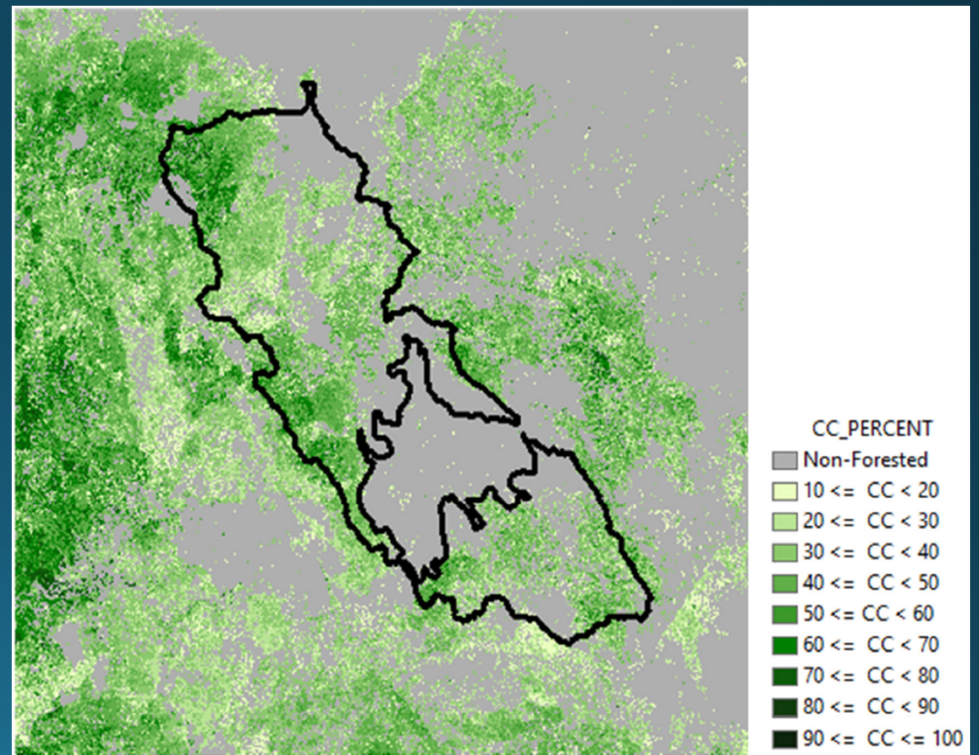 CC_PERCENT
Non-Forested
10 <= CC < 20
20 <= CC < 30
30 <= CC < 40
40 <= CC < 50
50 <= CC < 60
60 <= CC < 70
70 <= CC < 80
80 <= CC < 90
90 <= CC <= 100